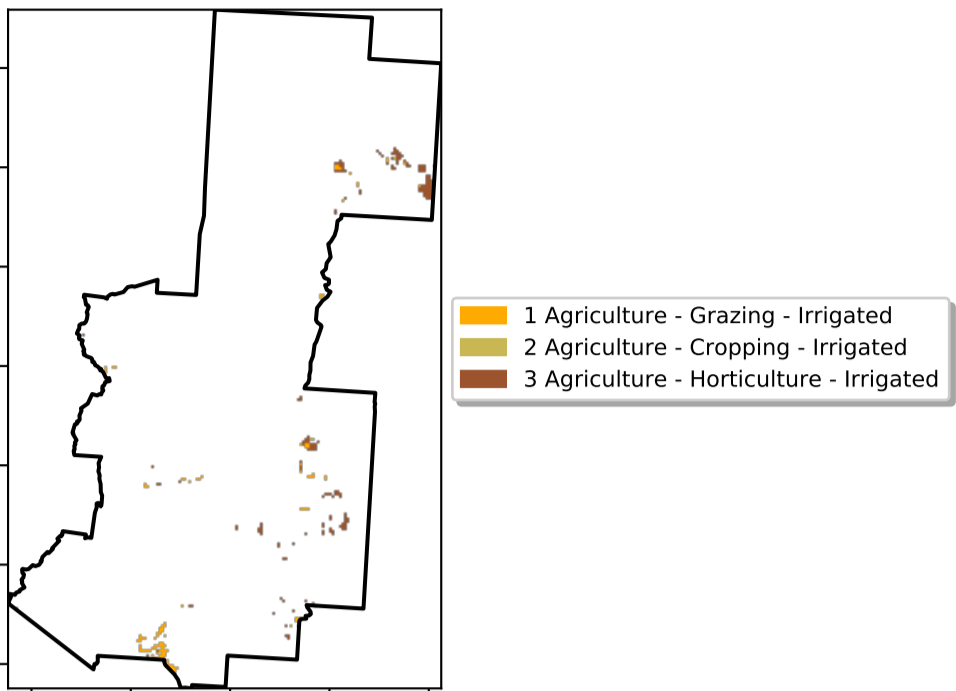 1 Agriculture - Grazing - Irrigated
2 Agriculture - Cropping - Irrigated
3 Agriculture - Horticulture - Irrigated